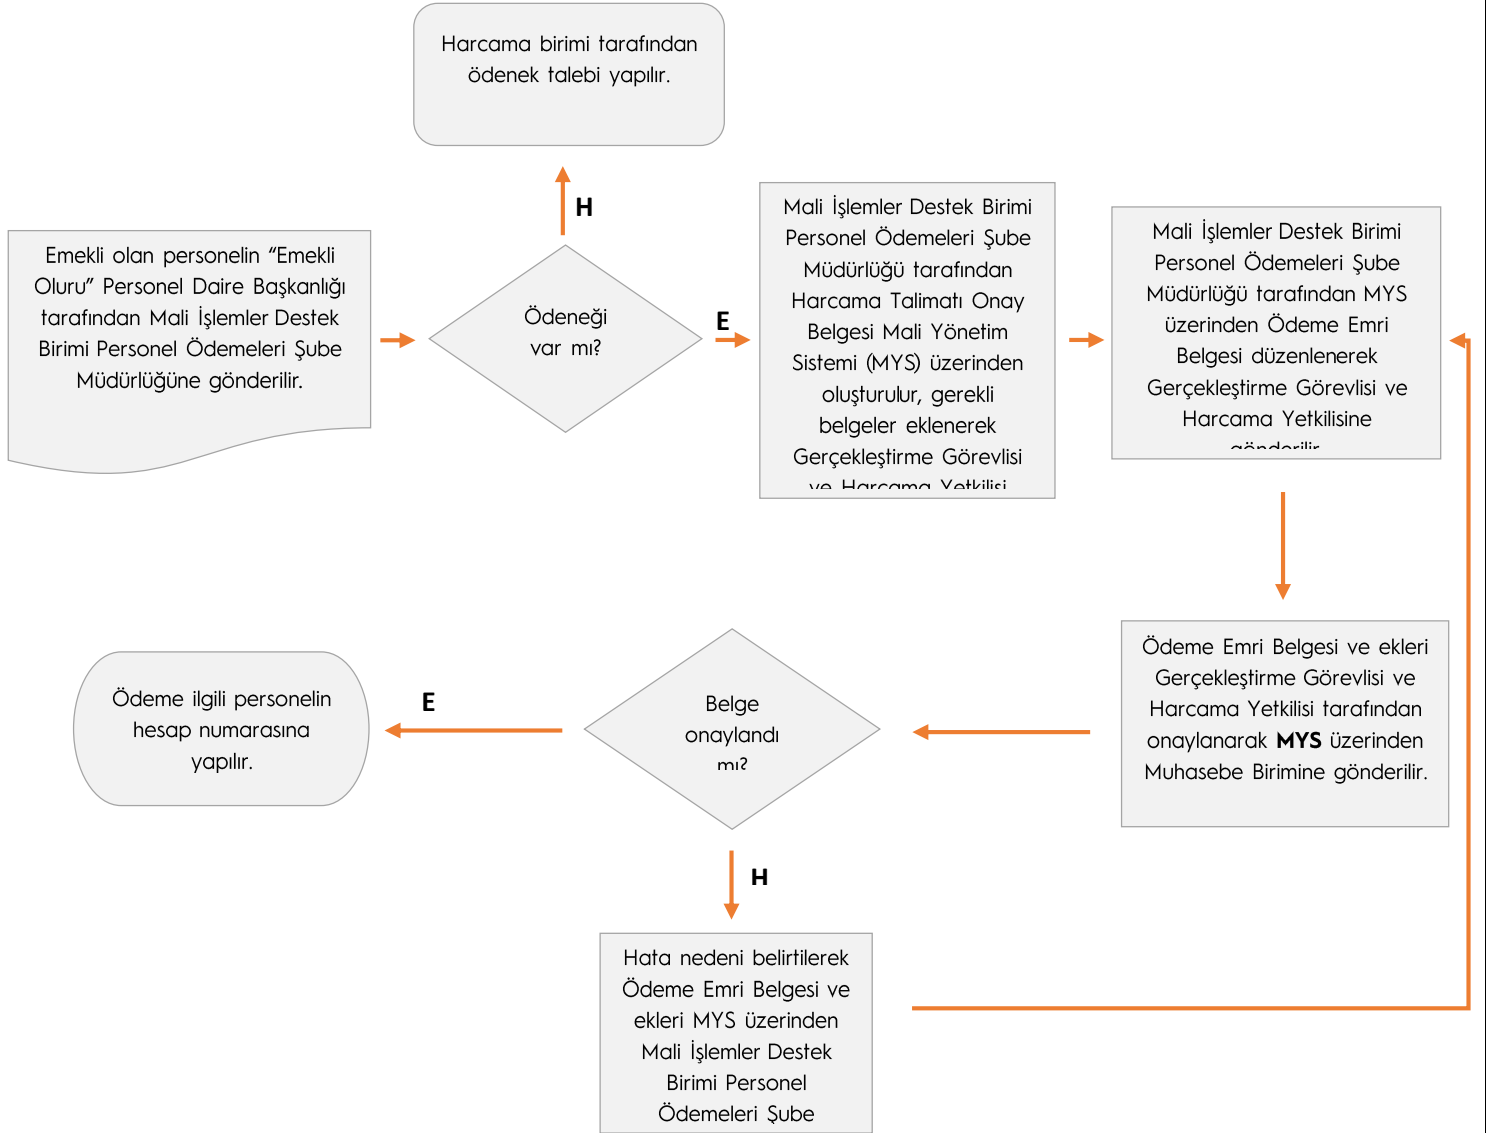 Harcama birimi tarafından
ödenek talebi yapılır.
H
Emekli olan personelin “Emekli
Oluru” Personel Daire Başkanlığı
tarafından Mali İşlemler Destek
Birimi Personel Ödemeleri Şube
Müdürlüğüne gönderilir.
Ödeneği
var mı?
E
Mali İşlemler Destek Birimi
Personel Ödemeleri Şube
Müdürlüğü tarafından
Harcama Talimatı Onay
Belgesi Mali Yönetim
Sistemi (MYS) üzerinden
oluşturulur, gerekli
belgeler eklenerek
Gerçekleştirme Görevlisi
ve Harcama Yetkilisi
Mali İşlemler Destek Birimi
Personel Ödemeleri Şube
Müdürlüğü tarafından MYS
üzerinden Ödeme Emri
Belgesi düzenlenerek
Gerçekleştirme Görevlisi ve
Harcama Yetkilisine
gönderilir.
Ödeme Emri Belgesi ve ekleri
Gerçekleştirme Görevlisi ve
Harcama Yetkilisi tarafından
onaylanarak MYS üzerinden
Muhasebe Birimine gönderilir.
Belge
onaylandı
mı?
E
Ödeme ilgili personelin
hesap numarasına
yapılır.
H
Hata nedeni belirtilerek
Ödeme Emri Belgesi ve
ekleri MYS üzerinden
Mali İşlemler Destek
Birimi Personel
Ödemeleri Şube